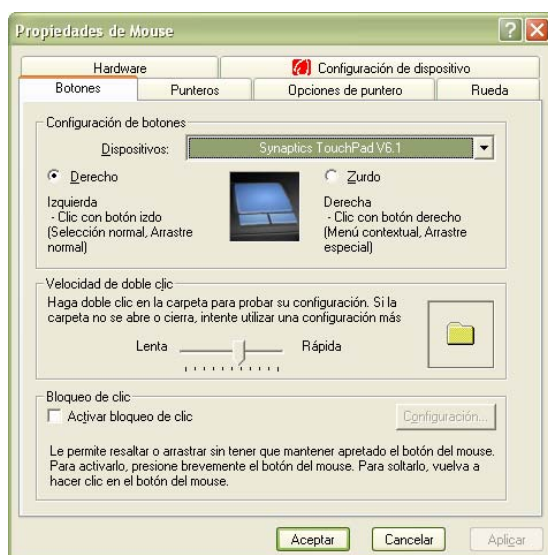 Propiedades de Mouse
Hardware
Configuración de dispositivo
Botones
Punteros
Opciones de puntero
Rueda
Configuración de botones
Dispositivos:
Synaptics TouchPad V6.1
Derecho
Zurdo
Izquierda
- Clic con botón izdo
(Selección normal, Arrastre
normal)
Derecha
- Clic con botón derecho
(Menú contextual, Arrastre
especial)
Velocidad de doble clic
Haga doble clic en la carpeta para probar su configuración. Si la
carpeta no se abre o cierra, intente utilizar una configuración más
Lenta
Rápida
Bloqueo de clic
Activar bloqueo de clic
Configuración...
Le permite resaltar o arrastrar sin tener que mantener apretado el botón del mouse.
Para activarlo, presione brevemente el botón del mouse. Para soltarlo, vuelva a
hacer clic en el botón del mouse.
Aceptar
Cancelar
Aplicar